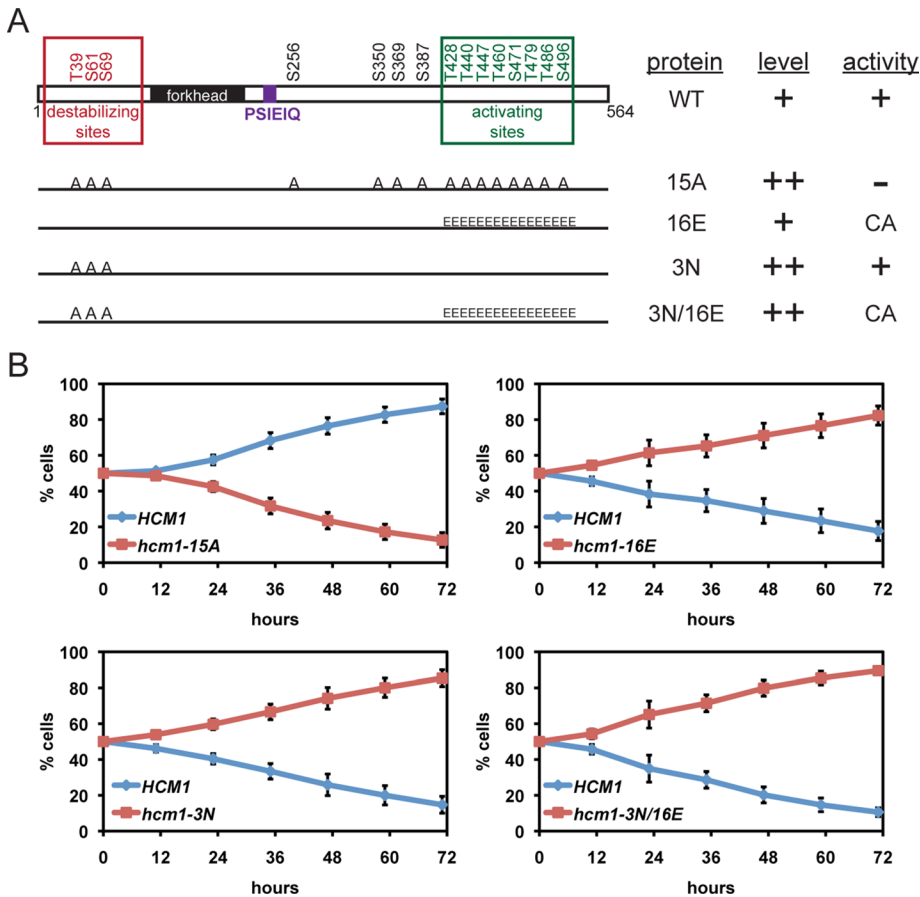 A
T39 S61 S69 S256 S350 S369 S387 T428 T440 T447 T460 S471 T479 T486 S496
protein level activity
forkhead
WT + +
1 destabilizing sites PSIEIQ activating sites 564
A A A A A A A A A A A A A A A 15A ++ -
EEEEEEEEEEEEEEEE 16E + CA
A A A 3N ++ +
A A A EEEEEEEEEEEEEEEE 3N/16E ++ CA
B
100
80
60
40
20
0
% cells
HCM1
hcm1-15A
0 12 24 36 48 60 72
hours
100
80
60
40
20
0
% cells
HCM1
hcm1-16E
0 12 24 36 48 60 72
hours
100
80
60
40
20
0
% cells
HCM1
hcm1-3N
0 12 24 36 48 60 72
hours
100
80
60
40
20
0
% cells
HCM1
hcm1-3N/16E
0 12 24 36 48 60 72
hours